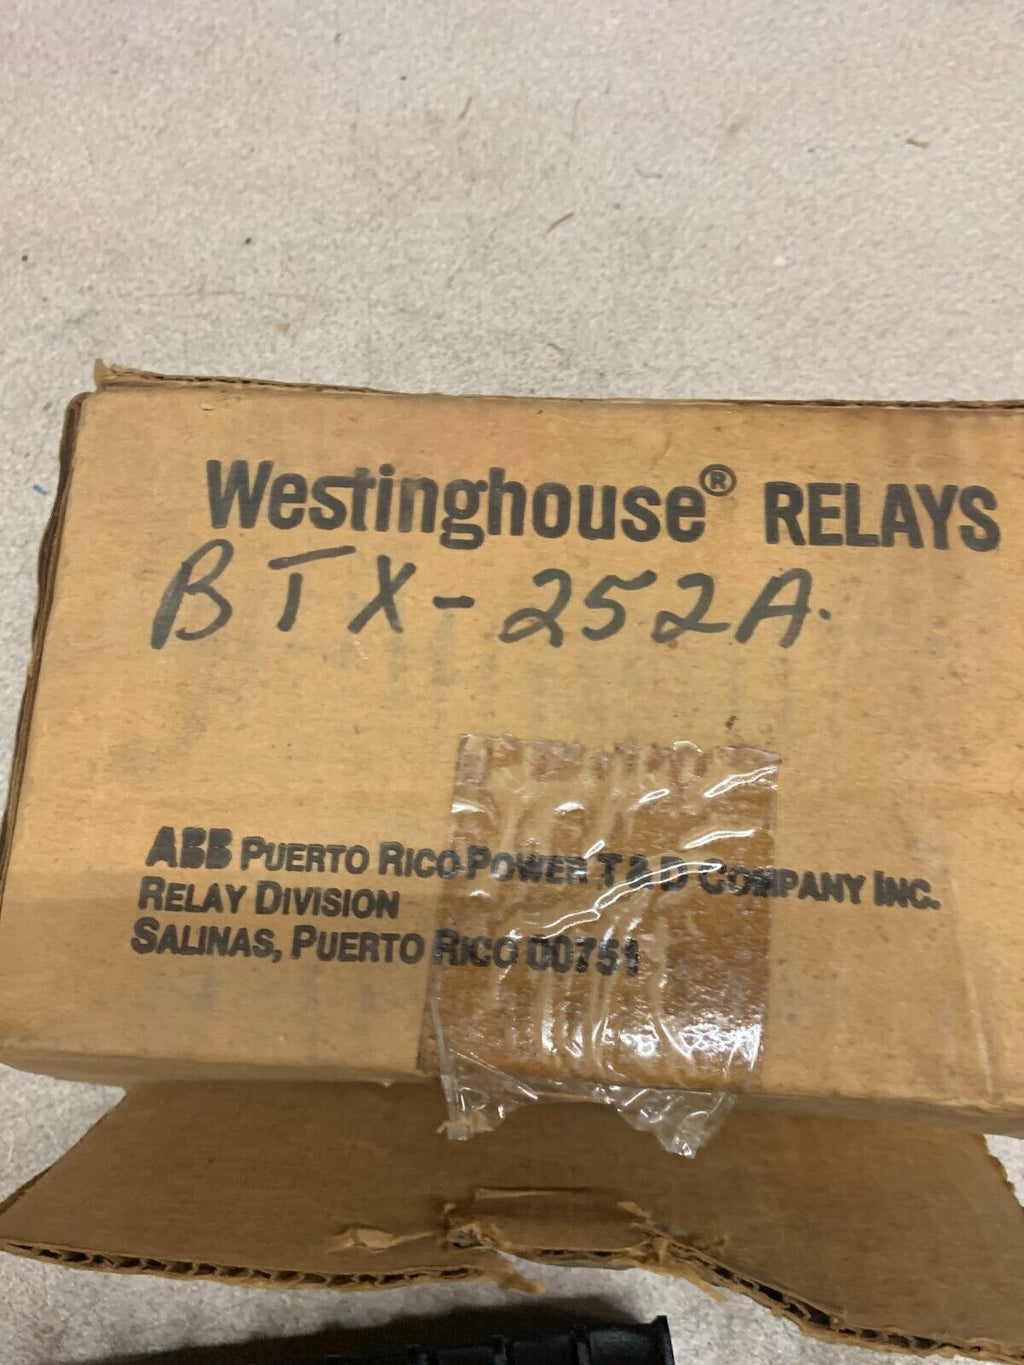 Westinghouse® RELAYS
BTX-252A.
ABB PUERTO RICO POWER T & D COMPANY INC.
RELAY DIVISION
SALINAS, PUERTO RICO 00751